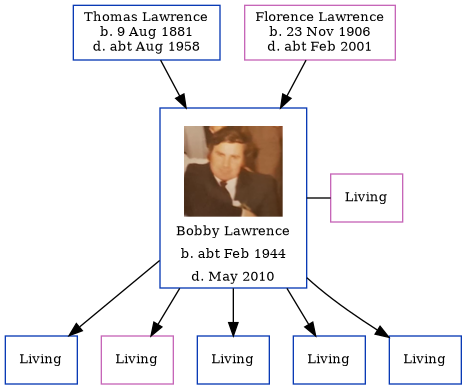 Thomas Lawrence
b. 9 Aug 1881
d. abt Aug 1958
Florence Lawrence
b. 23 Nov 1906
d. abt Feb 2001
Bobby Lawrence
b. abt Feb 1944
d. May 2010
Living
Living
Living
Living
Living
Living